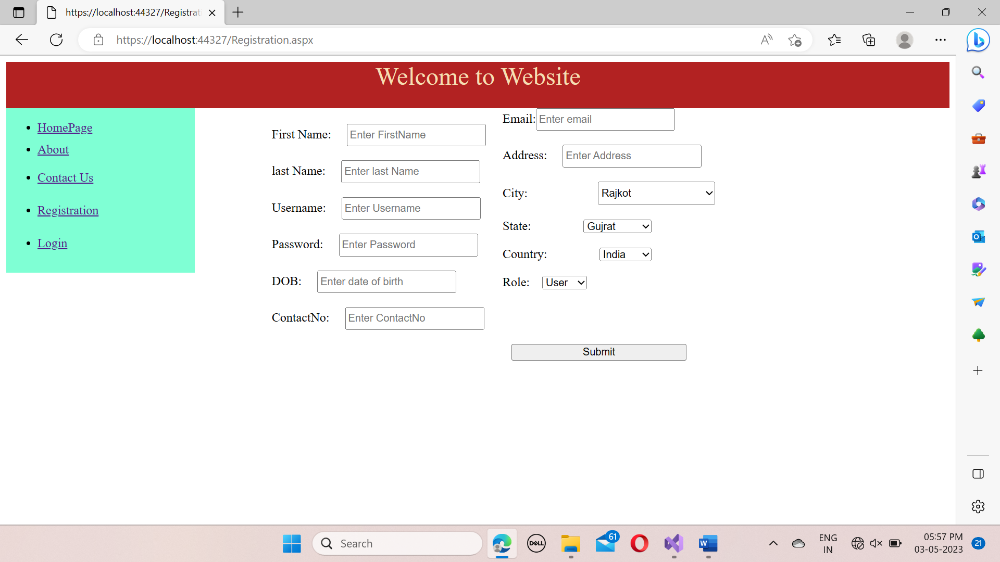 https://localhost:44327/Registrati
https://localhost:44327/Registration.aspx
Welcome to Website
HomePage
About
Contact Us
Registration
Login
First Name: Enter FirstName
last Name: Enter last Name
Username: Enter Username
Password: Enter Password
DOB: Enter date of birth
ContactNo: Enter ContactNo
Email: Enter email
Address: Enter Address
City: Rajkot
State: Gujrat
Country: India
Role: User
Submit
Search
DELL
61
ENG
IN
05:57 PM
03-05-2023
21